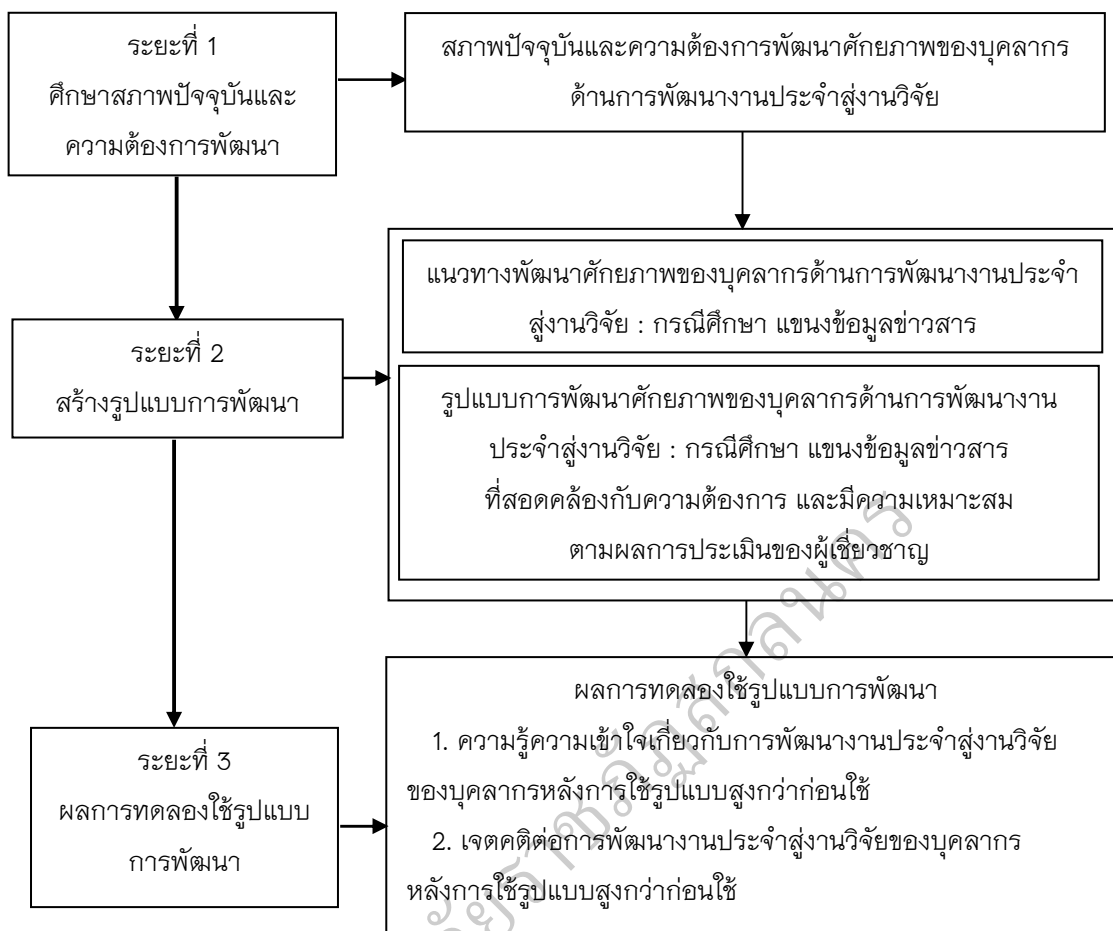 ระยะที่ 1
ศึกษาสภาพปัจจุบันและ
ความต้องการพัฒนา
สภาพปัจจุบันและความต้องการพัฒนาศักยภาพของบุคลากร
ด้านการพัฒนางานประจำสู่งานวิจัย
แนวทางพัฒนาศักยภาพของบุคลากรด้านการพัฒนางานประจำ
สู่งานวิจัย : กรณีศึกษา แขนงข้อมูลข่าวสาร
ระยะที่ 2
สร้างรูปแบบการพัฒนา
รูปแบบการพัฒนาศักยภาพของบุคลากรด้านการพัฒนางาน
ประจำสู่งานวิจัย : กรณีศึกษา แขนงข้อมูลข่าวสาร
ที่สอดคล้องกับความต้องการ และมีความเหมาะสม
ตามผลการประเมินของผู้เชี่ยวชาญ
ระยะที่ 3
ผลการทดลองใช้รูปแบบ
การพัฒนา
ผลการทดลองใช้รูปแบบการพัฒนา
1. ความรู้ความเข้าใจเกี่ยวกับการพัฒนางานประจำสู่งานวิจัย
ของบุคลากรหลังการใช้รูปแบบสูงกว่าก่อนใช้
2. เจตคติต่อการพัฒนางานประจำสู่งานวิจัยของบุคลากร
หลังการใช้รูปแบบสูงกว่าก่อนใช้
ราชภัฏสกลนคร